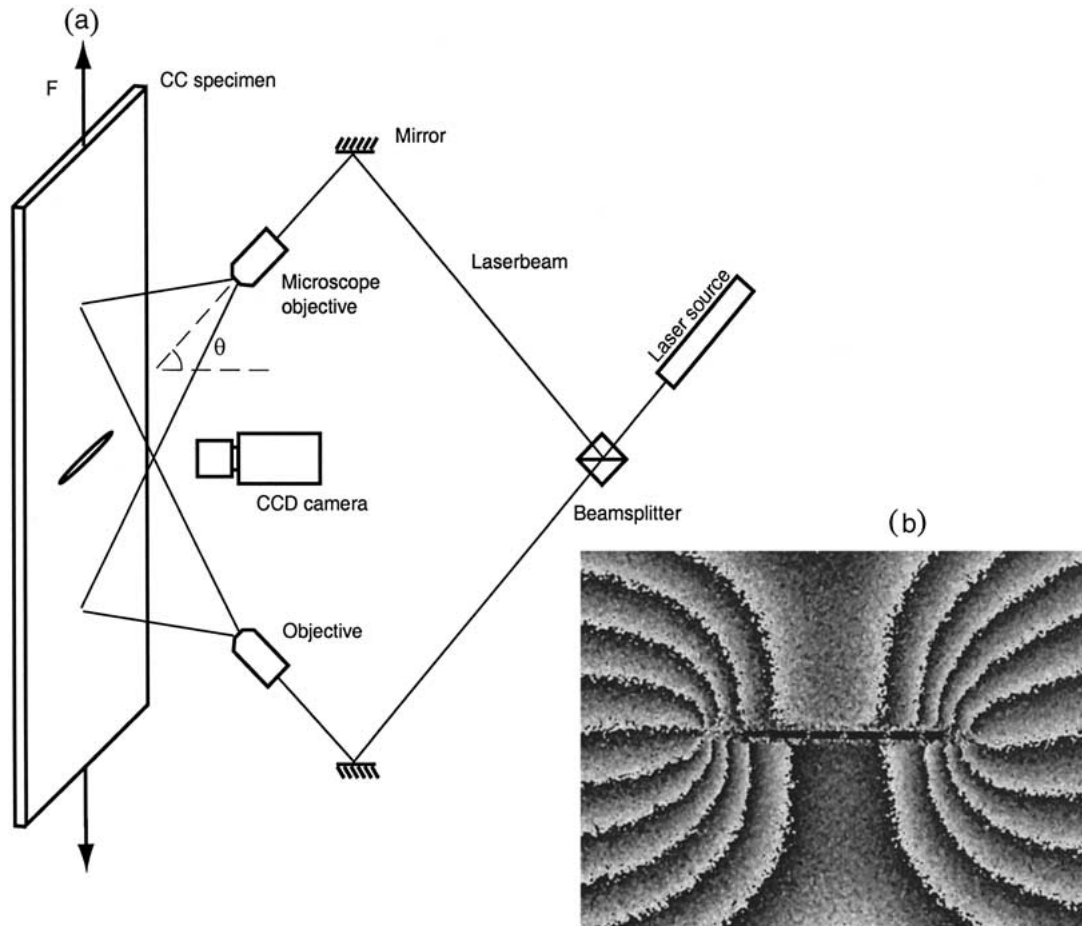 (a)
F
CC specimen
Mirror
Microscope
objective
Laserbeam
Laser source
θ
CCD camera
Beamsplitter
(b)
Objective